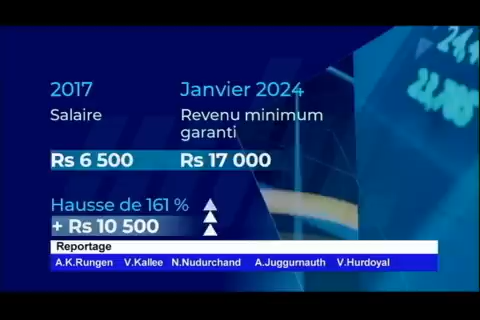 2017 Janvier 2024
Salaire Revenu minimum
garanti
Rs 6 500 Rs 17 000
Hausse de 161 %
+ Rs 10 500
Reportage
A.K.Rungen V.Kallee N.Nudurchand A.Juggurnauth V.Hurdoyal